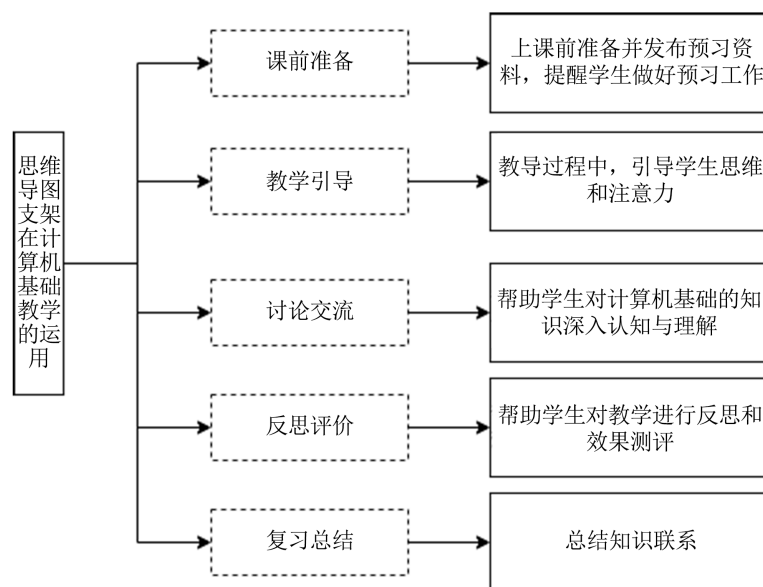 思维
导图
支架
在计
算机
基础
教学
的运
用
课前准备
上课前准备并发布预习资
料，提醒学生做好预习工作
教学引导
教导过程中，引导学生思维
和注意力
讨论交流
帮助学生对计算机基础的知
识深入认知与理解
反思评价
帮助学生对教学进行反思和
效果测评
复习总结
总结知识联系